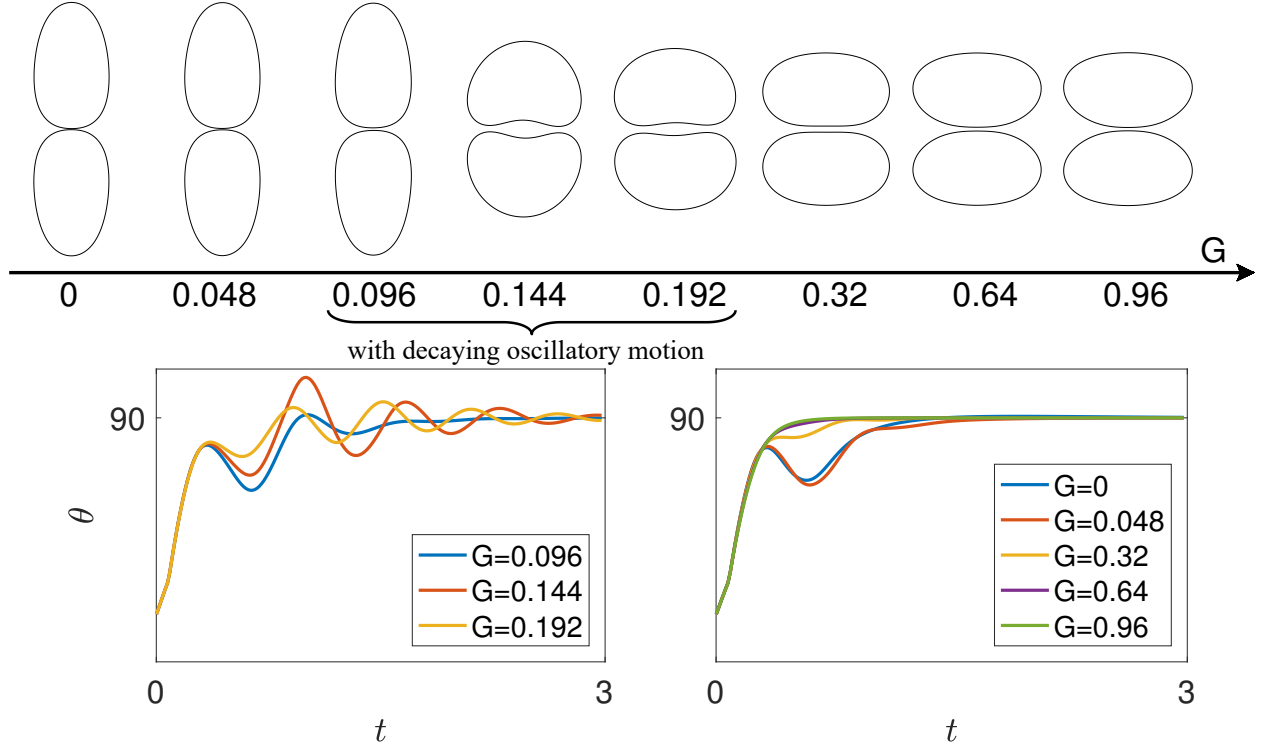 G
0 0.048 0.096 0.144 0.192 0.32 0.64 0.96
with decaying oscillatory motion
90
θ
G=0.096
G=0.144
G=0.192
0 3
t
90
G=0
G=0.048
G=0.32
G=0.64
G=0.96
0 3
t